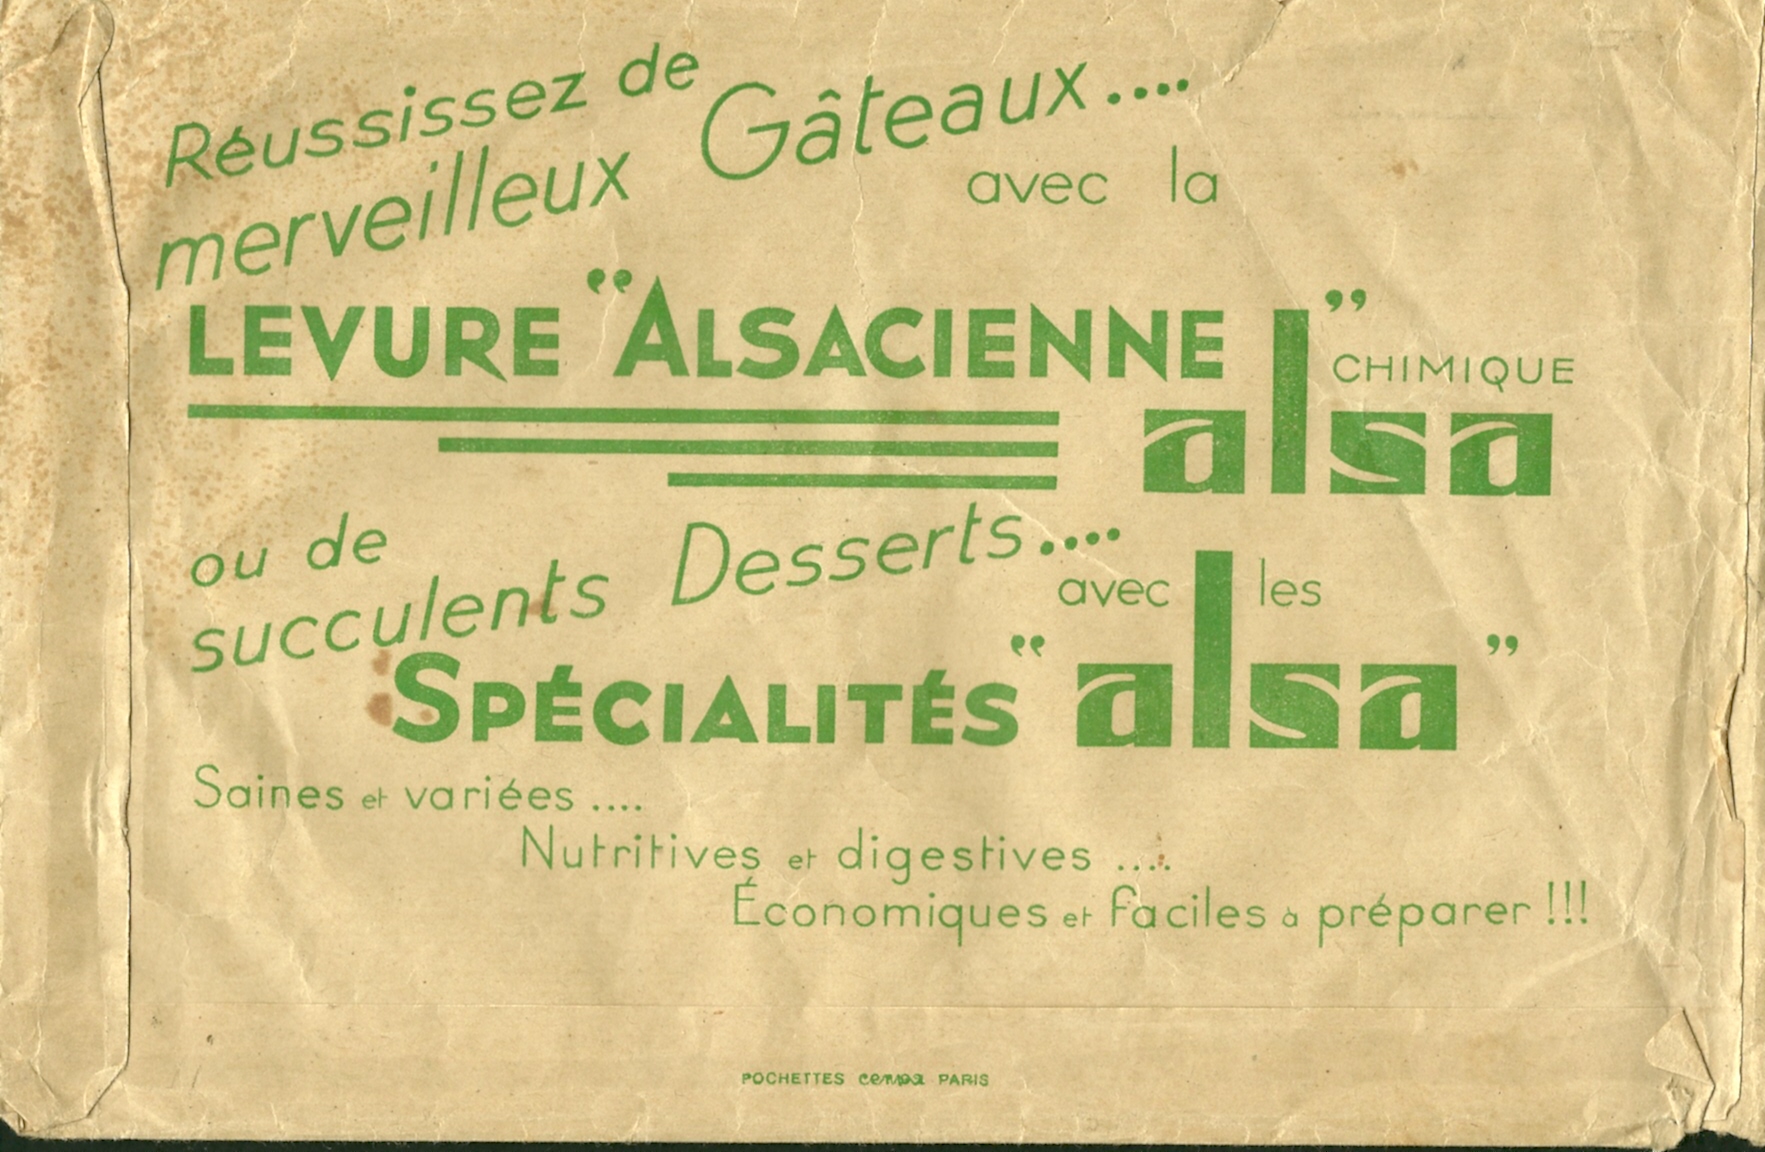 Réussissez de
merveilleux Gâteaux....
avec la
LEVURE "ALSACIENNE"
CHIMIQUE
alsa
ou de
succulents Desserts....
avec les
SPÉCIALITÉS "alsa"
Saines et variées ....
Nutritives et digestives ....
Économiques et faciles à préparer !!!
POCHETTES cempa PARIS